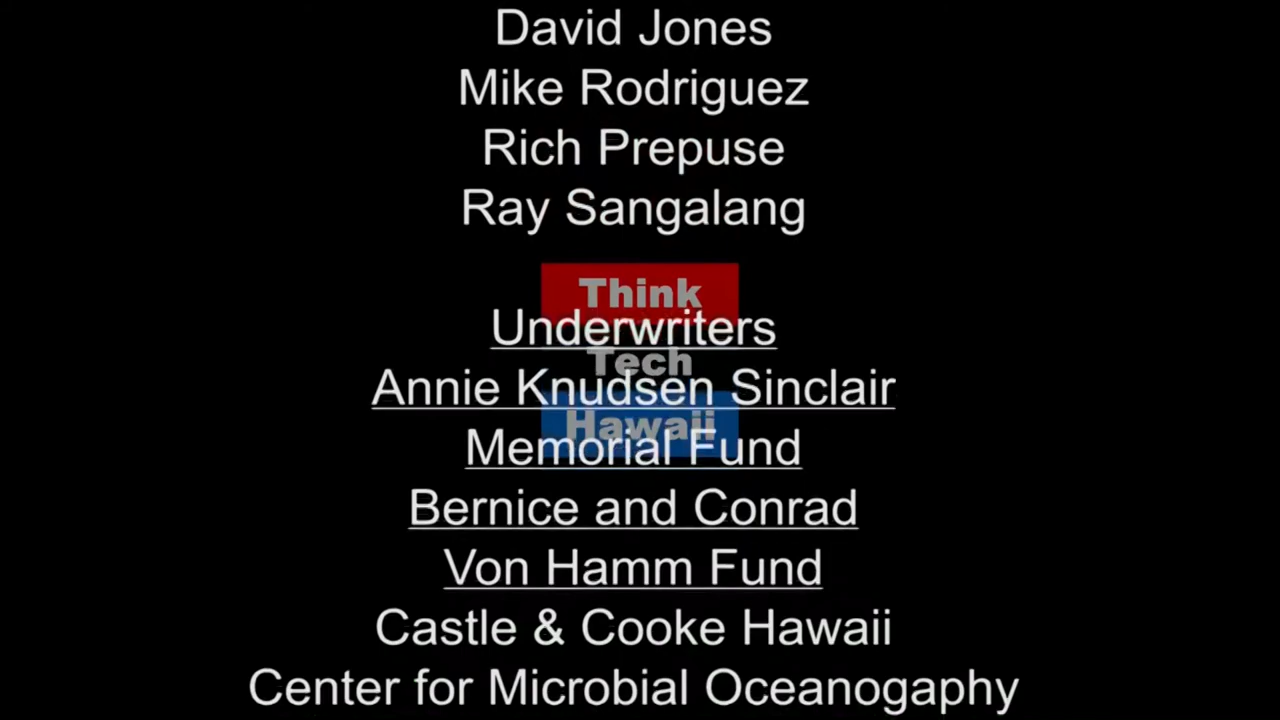 David Jones
Mike Rodriguez
Rich Prepuse
Ray Sangalang
Think
Underwriters
Tech
Annie Knudsen Sinclair
Hawaii
Memorial Fund
Bernice and Conrad
Von Hamm Fund
Castle & Cooke Hawaii
Center for Microbial Oceanogaphy